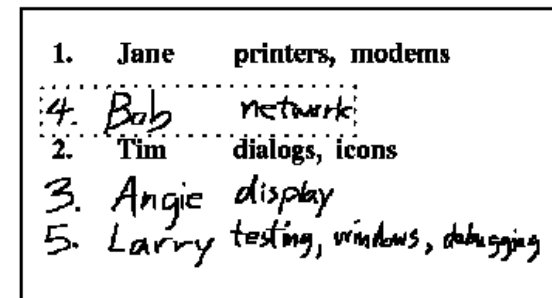 1. Jane printers, modems
4. Bob network
2. Tim dialogs, icons
3. Angie display
5. Larry testing, windows, debugging